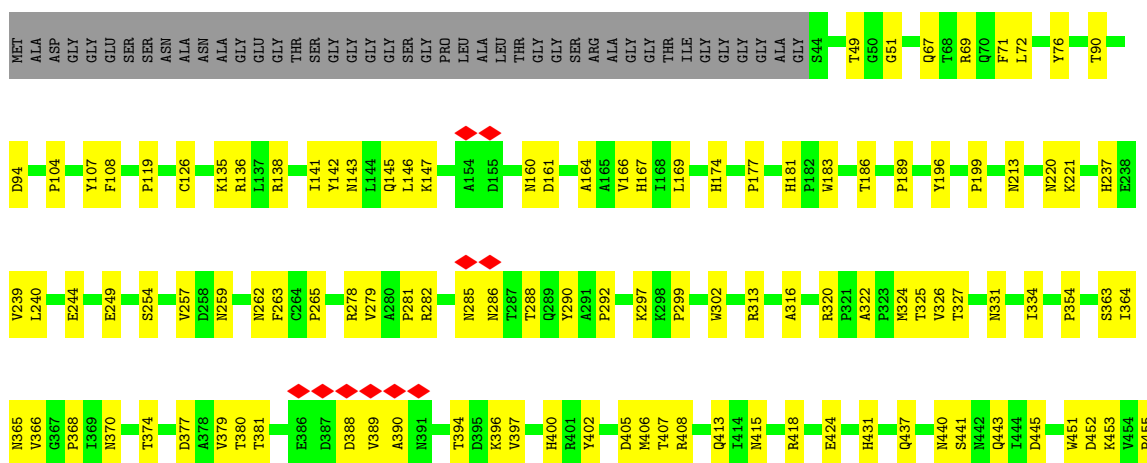 MET ALA ASP GLY GLY GLU SER SER ASN ALA ASN ALA GLY GLU GLY THR SER GLY GLY GLY GLY SER GLY PRO LEU ALA LEU THR GLY GLY SER ARG ALA GLY GLY THR ILE GLY GLY GLY GLY ALA GLY S44 T49 G50 G51 Q67 T68 R69 Q70 F71 L72 Y76 T90
D94 P104 Y107 F108 P119 C126 K135 R136 L137 R138 I141 Y142 N143 L144 Q145 L146 K147 A154 D155 N160 D161 A164 A165 V166 H167 I168 L169 H174 P177 H181 P182 W183 T186 P189 Y196 P199 N213 N220 K221 H237 E238
V239 L240 E244 E249 S254 V257 D258 N259 N262 F263 C264 P265 R278 V279 A280 P281 R282 N285 N286 T287 T288 Q289 Y290 A291 P292 K297 K298 P299 W302 R313 A316 R320 P321 A322 P323 M324 T325 V326 T327 N331 I334 P354 S363 I364
N365 V366 G367 P368 I369 N370 T374 D377 A378 V379 T380 T381 E386 D387 D388 V389 A390 N391 T394 D395 K396 V397 H400 R401 Y402 D405 M406 T407 R408 Q413 I414 N415 R418 E424 H431 Q437 N440 S441 N442 Q443 I444 D445 W451 D452 K453 V454